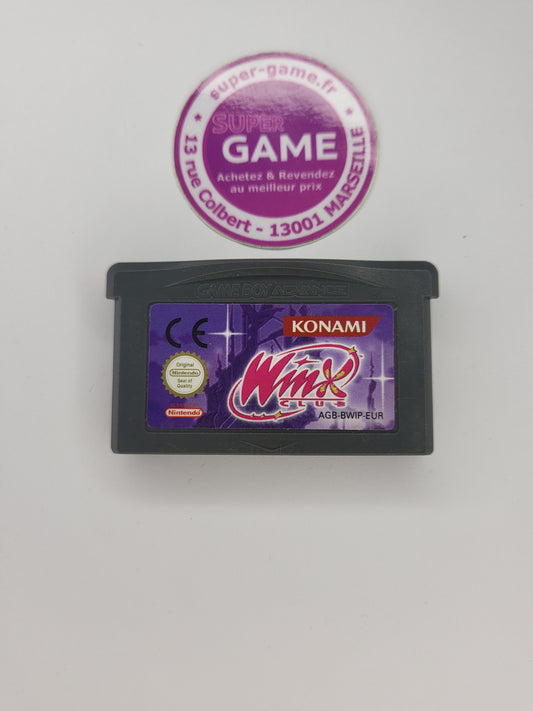 super-game.fr
SUPER
GAME
Achetez & Revendez
au meilleur prix
★ 13 rue Colbert - 13001 MARSEILLE ★
GAME BOY ADVANCE
CE
KONAMI
Original
Nintendo
Seal of
Quality
Winx
CLUB
Nintendo
AGB-BWIP-EUR